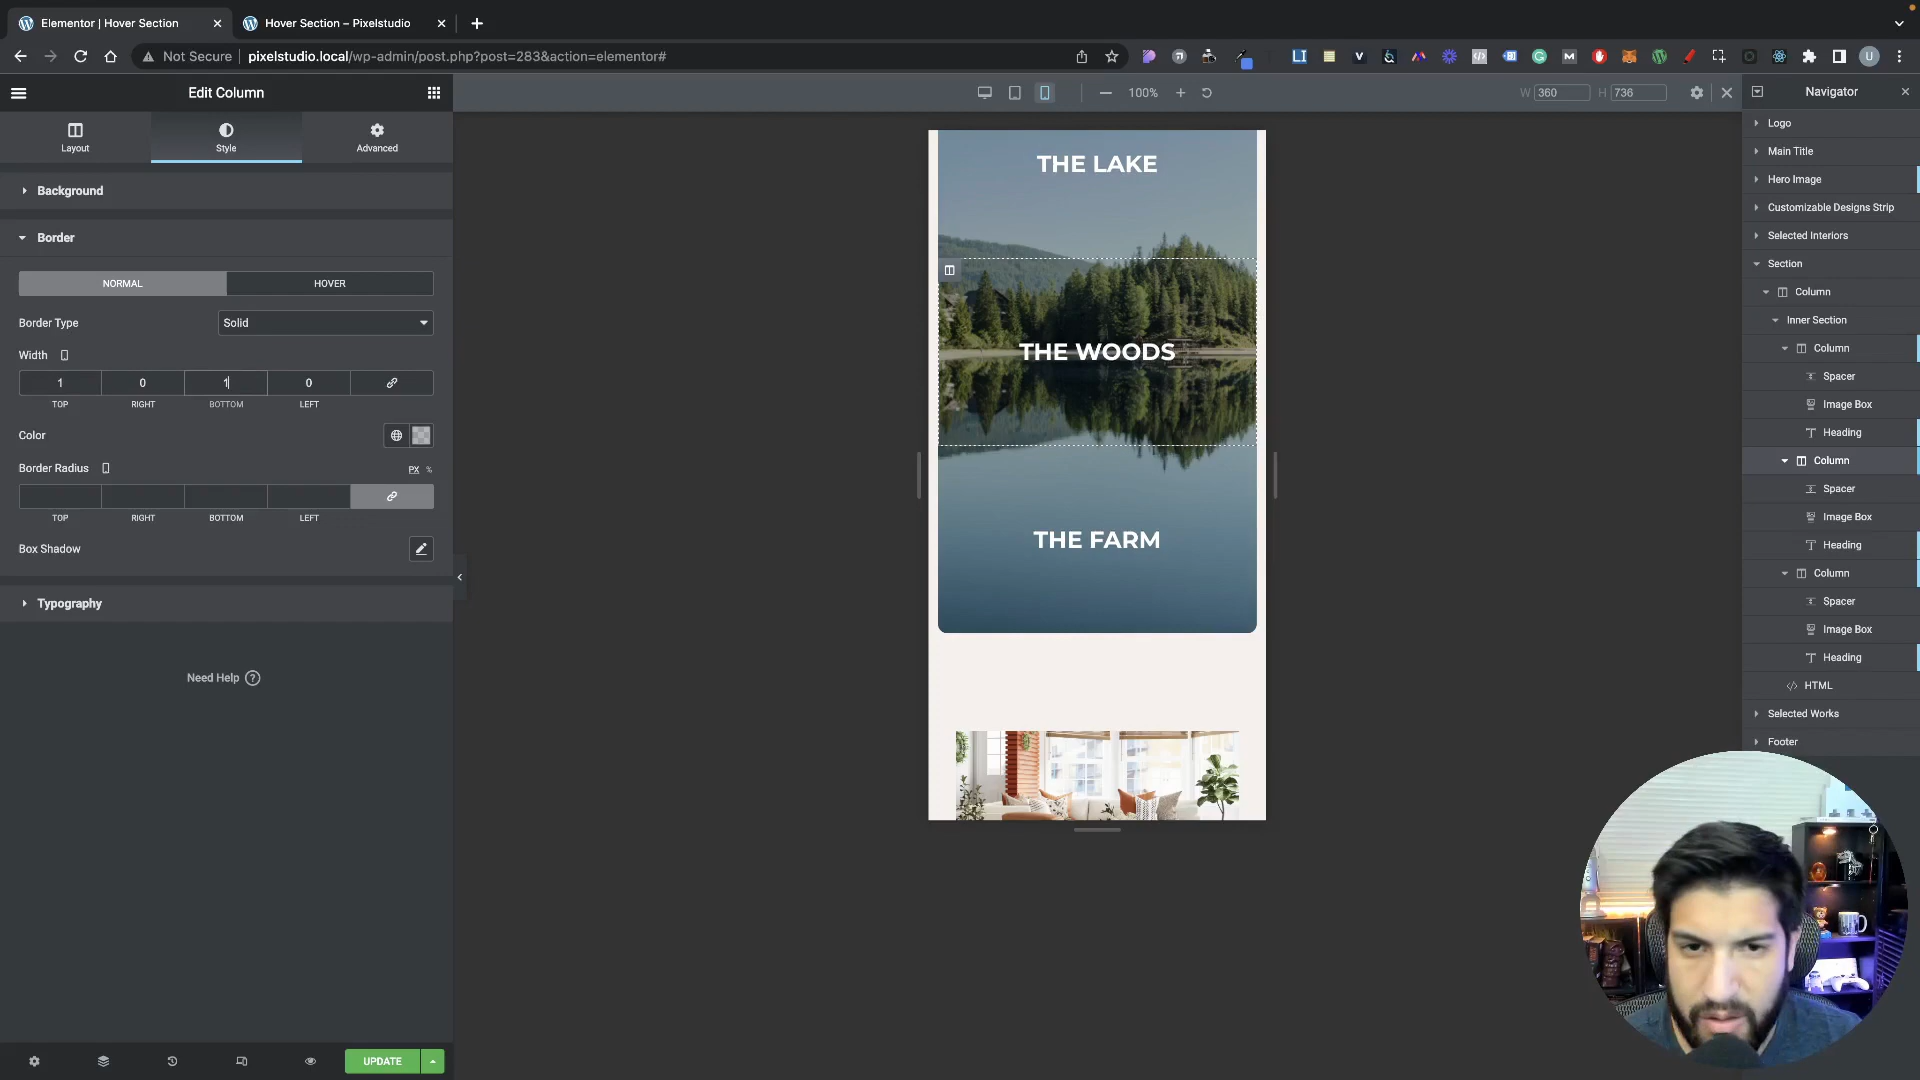 Elementor | Hover Section
Hover Section – Pixelstudio
Not Secure
pixelstudio.local/wp-admin/post.php?post=283&action=elementor#
U
Edit Column
Layout
Style
Advanced
Background
Border
NORMAL
HOVER
Border Type
Solid
Width
1
0
1
0
TOP
RIGHT
BOTTOM
LEFT
Color
Border Radius
PX
%
TOP
RIGHT
BOTTOM
LEFT
Box Shadow
Typography
Need Help
UPDATE
100%
W 360
H 736
THE LAKE
THE WOODS
THE FARM
Navigator
Logo
Main Title
Hero Image
Customizable Designs Strip
Selected Interiors
Section
Column
Inner Section
Column
Spacer
Image Box
Heading
Column
Spacer
Image Box
Heading
Column
Spacer
Image Box
Heading
HTML
Selected Works
Footer